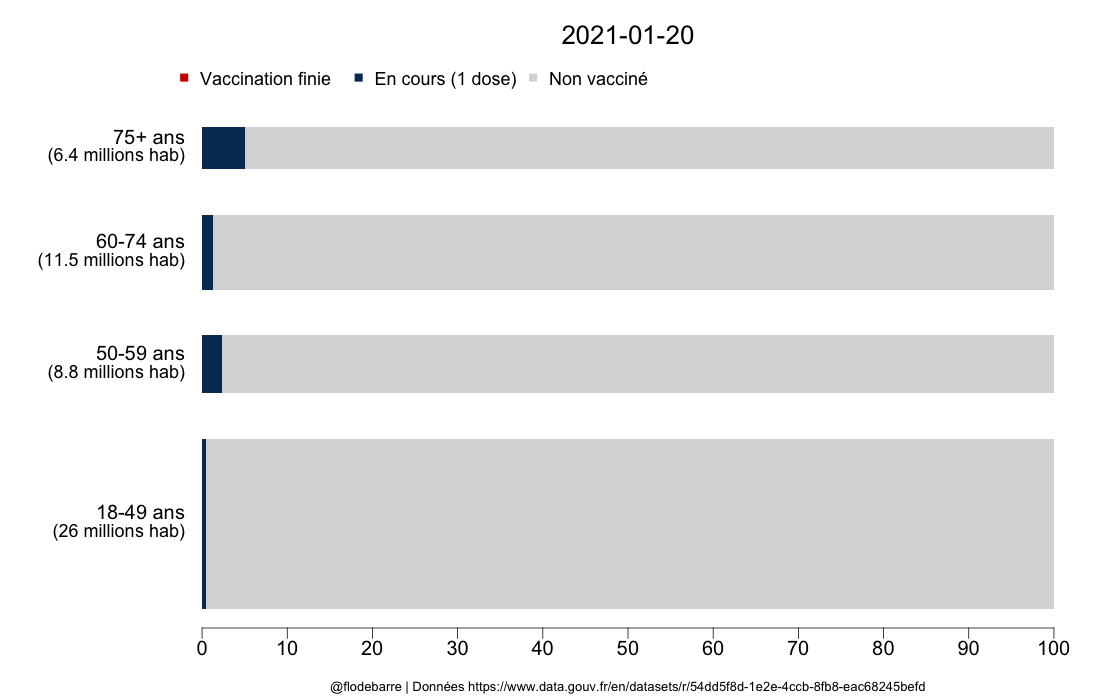 2021-01-20
Vaccination finie En cours (1 dose) Non vacciné
75+ ans
(6.4 millions hab)
60-74 ans
(11.5 millions hab)
50-59 ans
(8.8 millions hab)
18-49 ans
(26 millions hab)
0 10 20 30 40 50 60 70 80 90 100
@flodebarre | Données https://www.data.gouv.fr/en/datasets/r/54dd5f8d-1e2e-4ccb-8fb8-eac68245befd